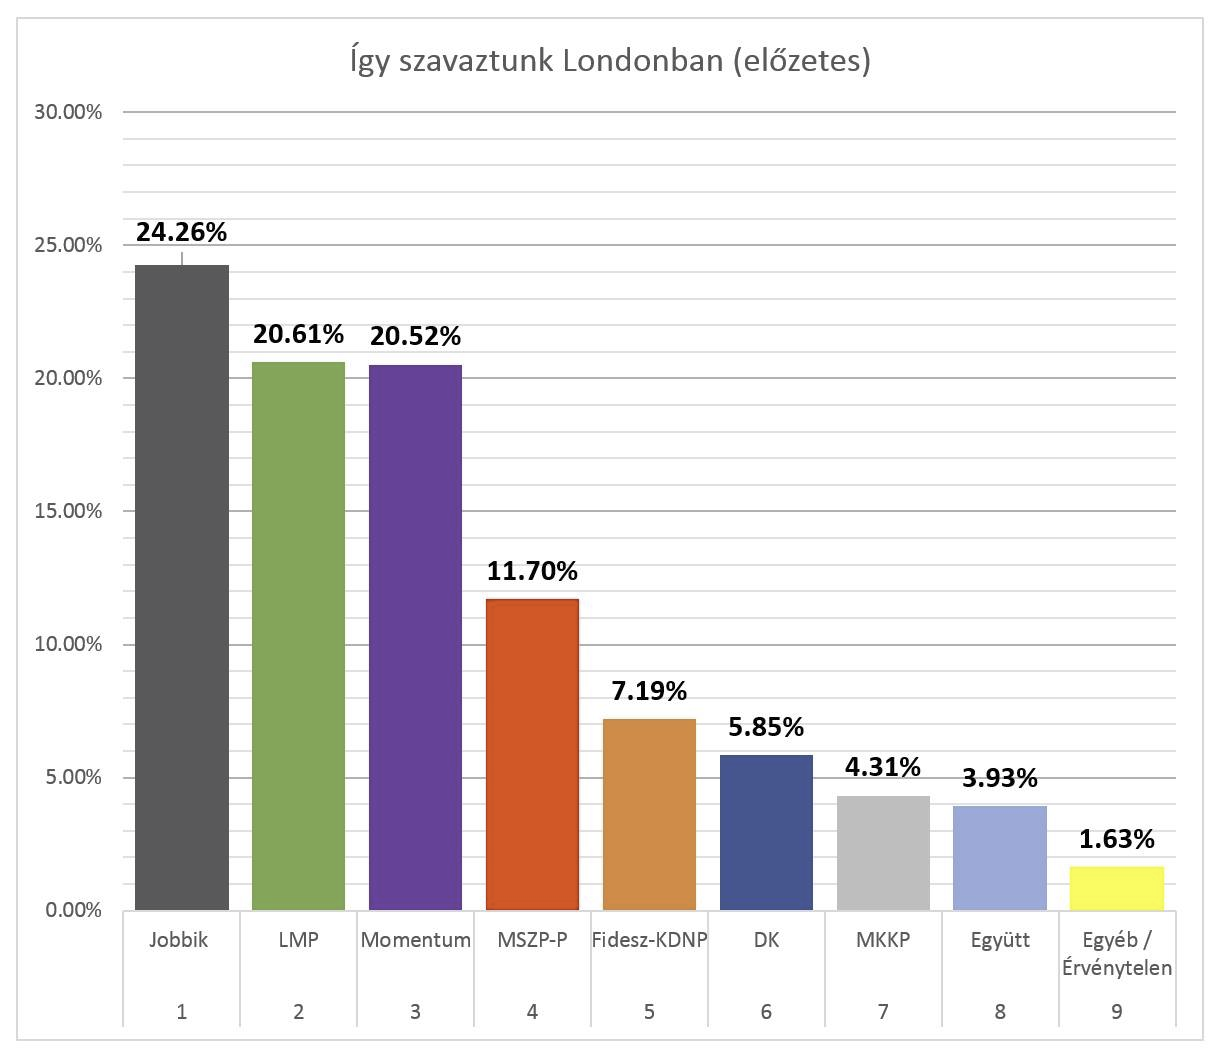 Így szavaztunk Londonban (előzetes)
30.00%
25.00%
20.00%
15.00%
10.00%
5.00%
0.00%
24.26%
20.61%
20.52%
11.70%
7.19%
5.85%
4.31%
3.93%
1.63%
Jobbik
LMP
Momentum
MSZP-P
Fidesz-KDNP
DK
MKKP
Együtt
Egyéb /
Érvénytelen
1
2
3
4
5
6
7
8
9